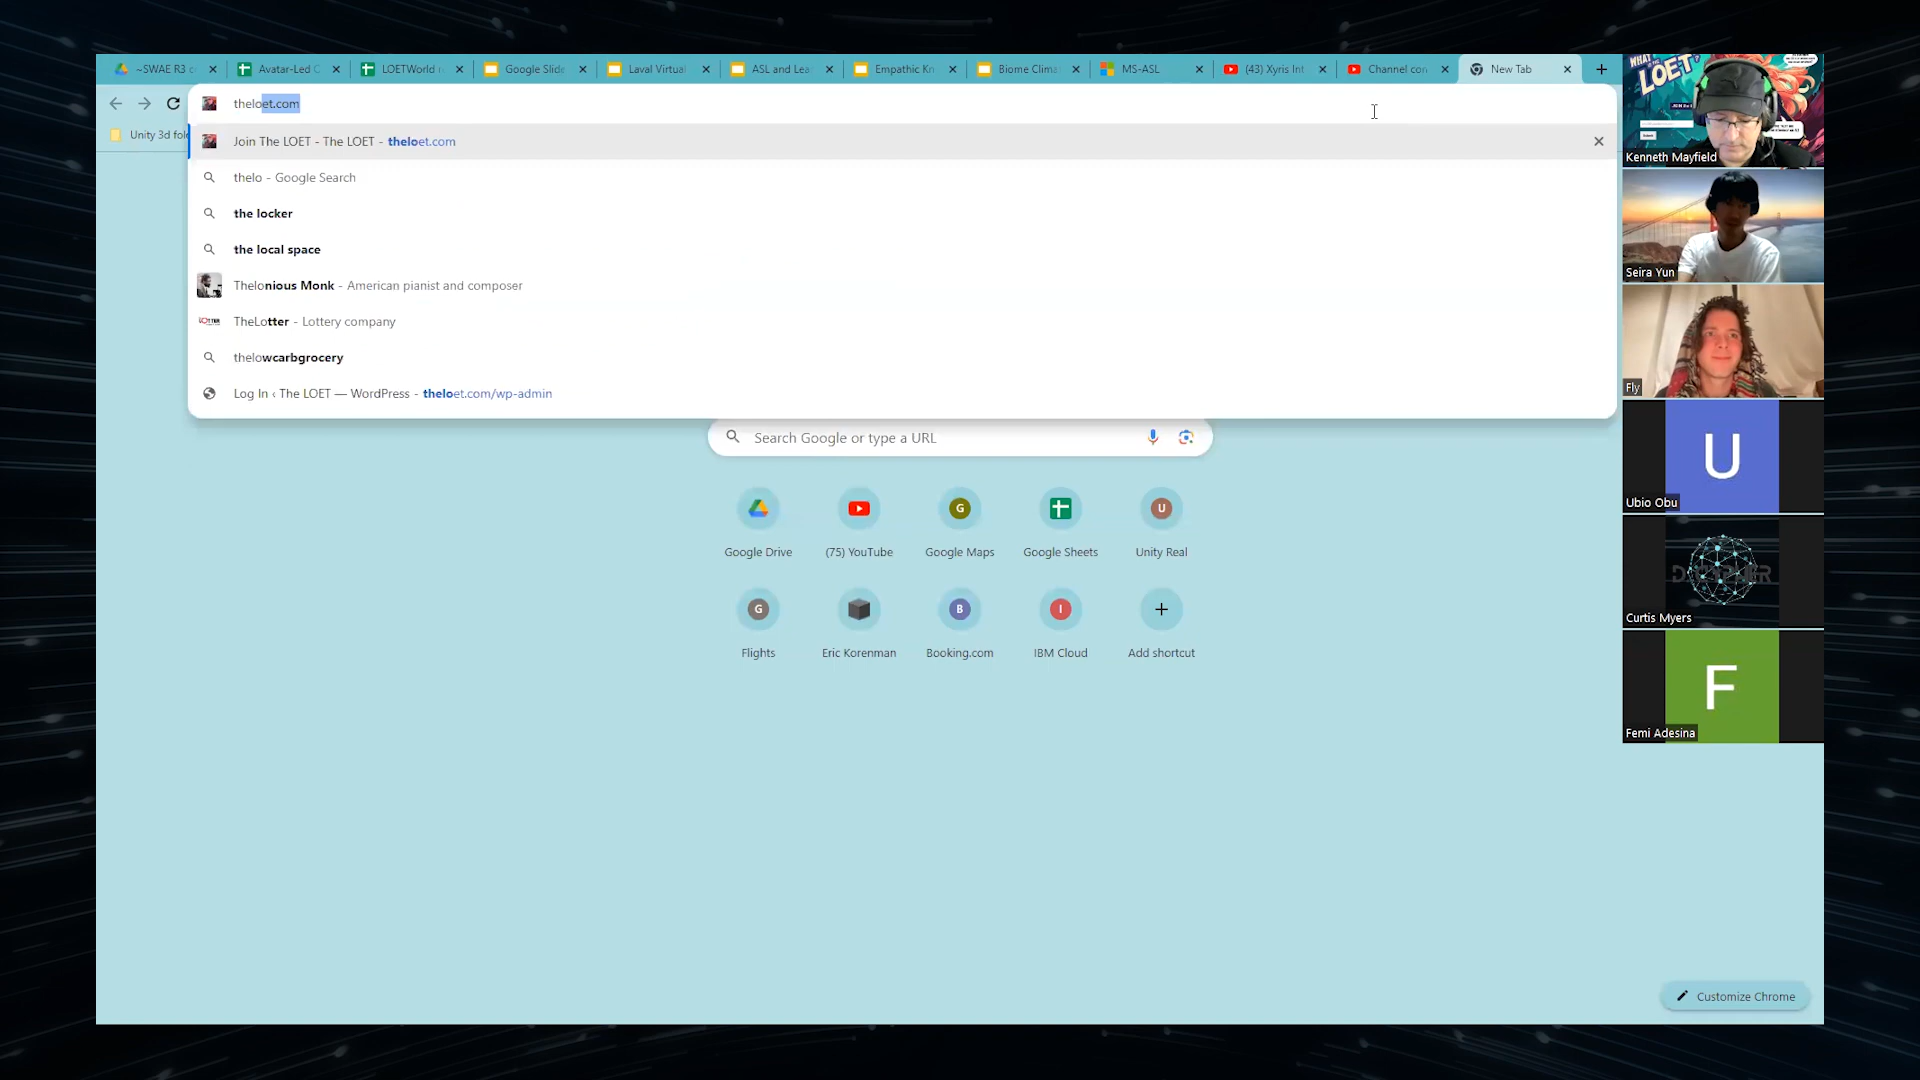 ~SWAE R3 c
Avatar-Led C
LOETWorld r
Google Slide
Laval Virtual
ASL and Lea
Empathic Kn
Biome Clima
MS-ASL
(43) Xyris Int
Channel con
New Tab
theloet.com
Unity 3d fol
Join The LOET - The LOET - theloet.com
thelo - Google Search
the locker
the local space
Thelonious Monk - American pianist and composer
TheLotter - Lottery company
thelowcarbgrocery
Log In ‹ The LOET — WordPress - theloet.com/wp-admin
Search Google or type a URL
Google Drive
(75) YouTube
G
Google Maps
Google Sheets
U
Unity Real
G
Flights
Eric Korenman
B
Booking.com
I
IBM Cloud
Add shortcut
Customize Chrome
WHAT
LOET?
Kenneth Mayfield
Seira Yun
Fly
U
Ubio Obu
Curtis Myers
F
Femi Adesina